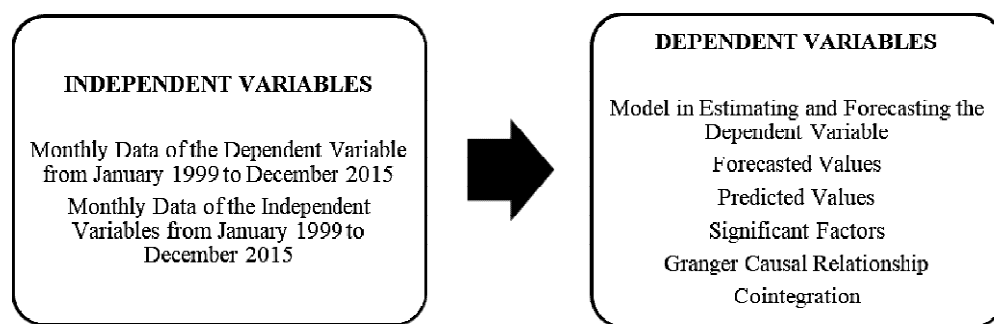 INDEPENDENT VARIABLES
Monthly Data of the Dependent Variable
from January 1999 to December 2015
Monthly Data of the Independent
Variables from January 1999 to
December 2015
DEPENDENT VARIABLES
Model in Estimating and Forecasting the
Dependent Variable
Forecasted Values
Predicted Values
Significant Factors
Granger Causal Relationship
Cointegration